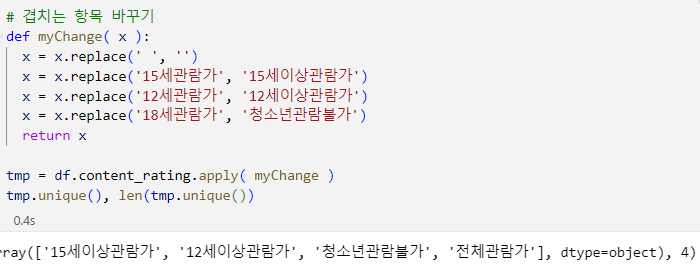 # 겹치는 항목 바꾸기
def myChange( x ):
  x = x.replace(' ', '')
  x = x.replace('15세관람가', '15세이상관람가')
  x = x.replace('12세관람가', '12세이상관람가')
  x = x.replace('18세관람가', '청소년관람불가')
  return x
tmp = df.content_rating.apply( myChange )
tmp.unique(), len(tmp.unique())
0.4s
rray(['15세이상관람가', '12세이상관람가', '청소년관람불가', '전체관람가'], dtype=object), 4)